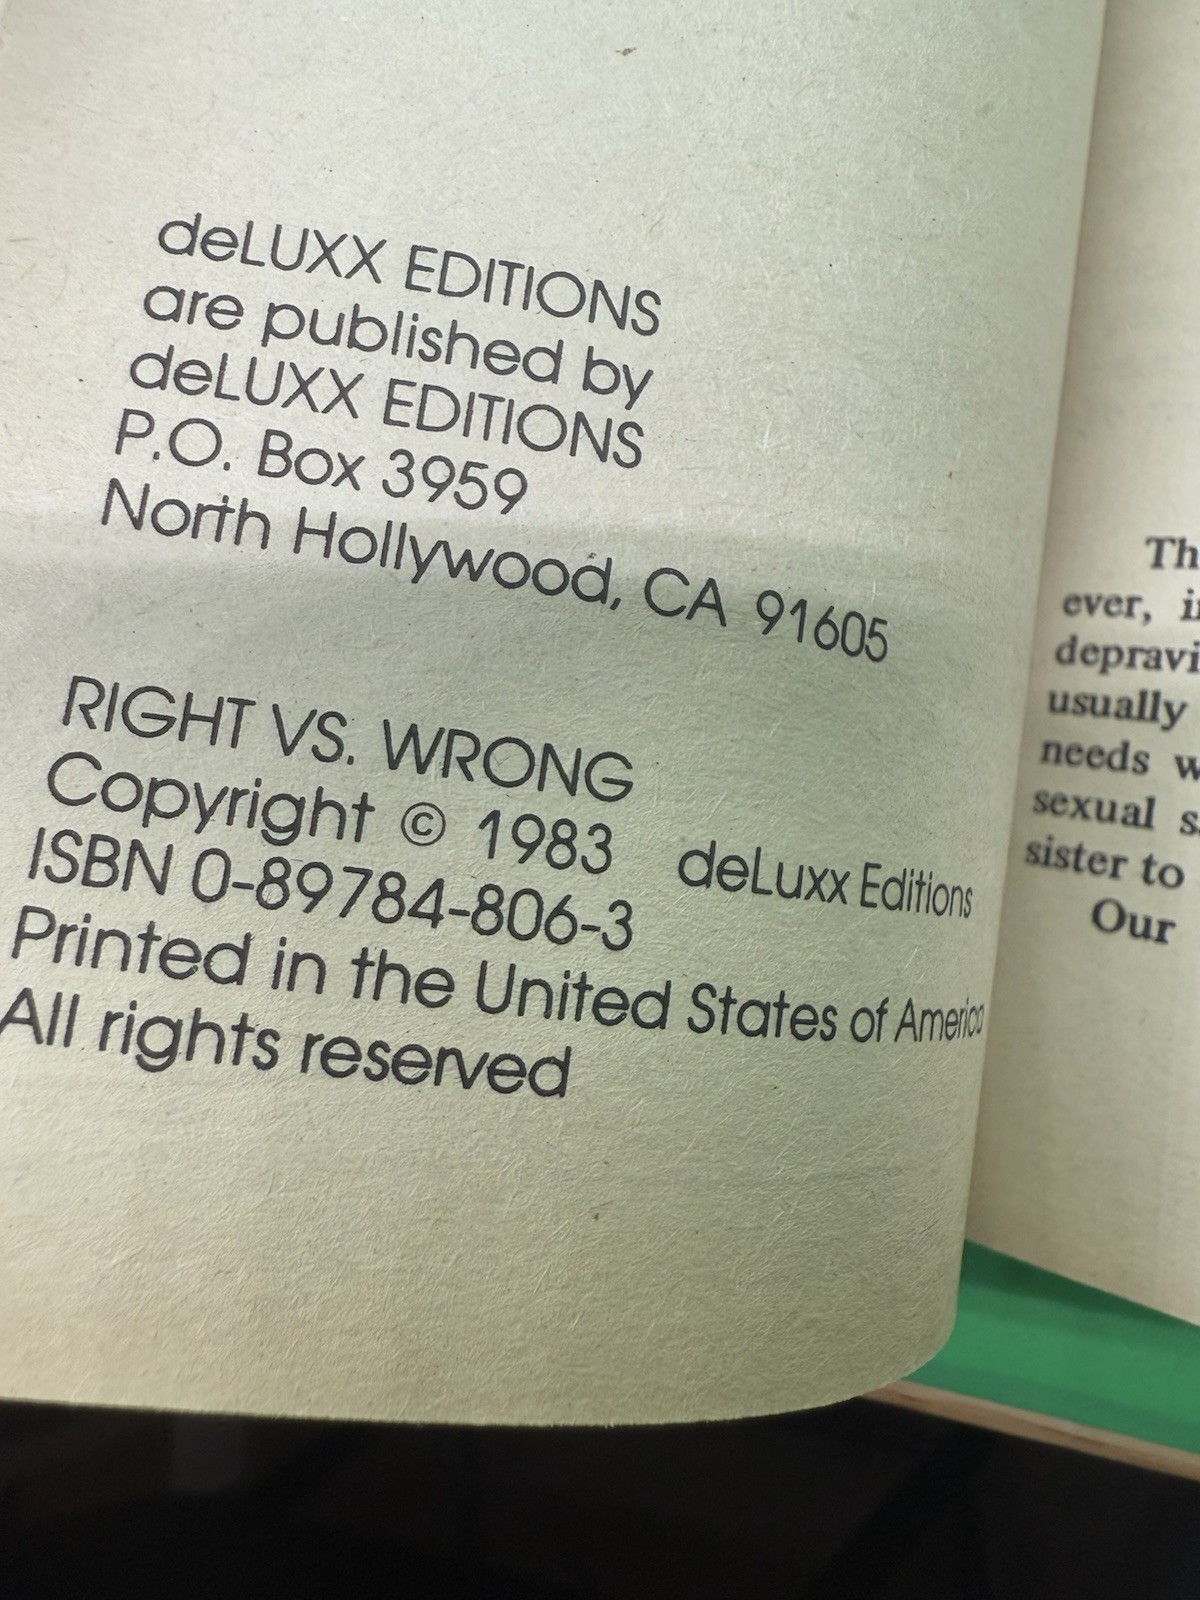 deLUXX EDITIONS
are published by
deLUXX EDITIONS
P.O. Box 3959
North Hollywood, CA 91605
RIGHT VS. WRONG
Copyright © 1983 deLuxx Editions
ISBN 0-89784-806-3
Printed in the United States of America
All rights reserved
Th
ever, i
depravi
usually
needs w
sexual s
sister to
Our